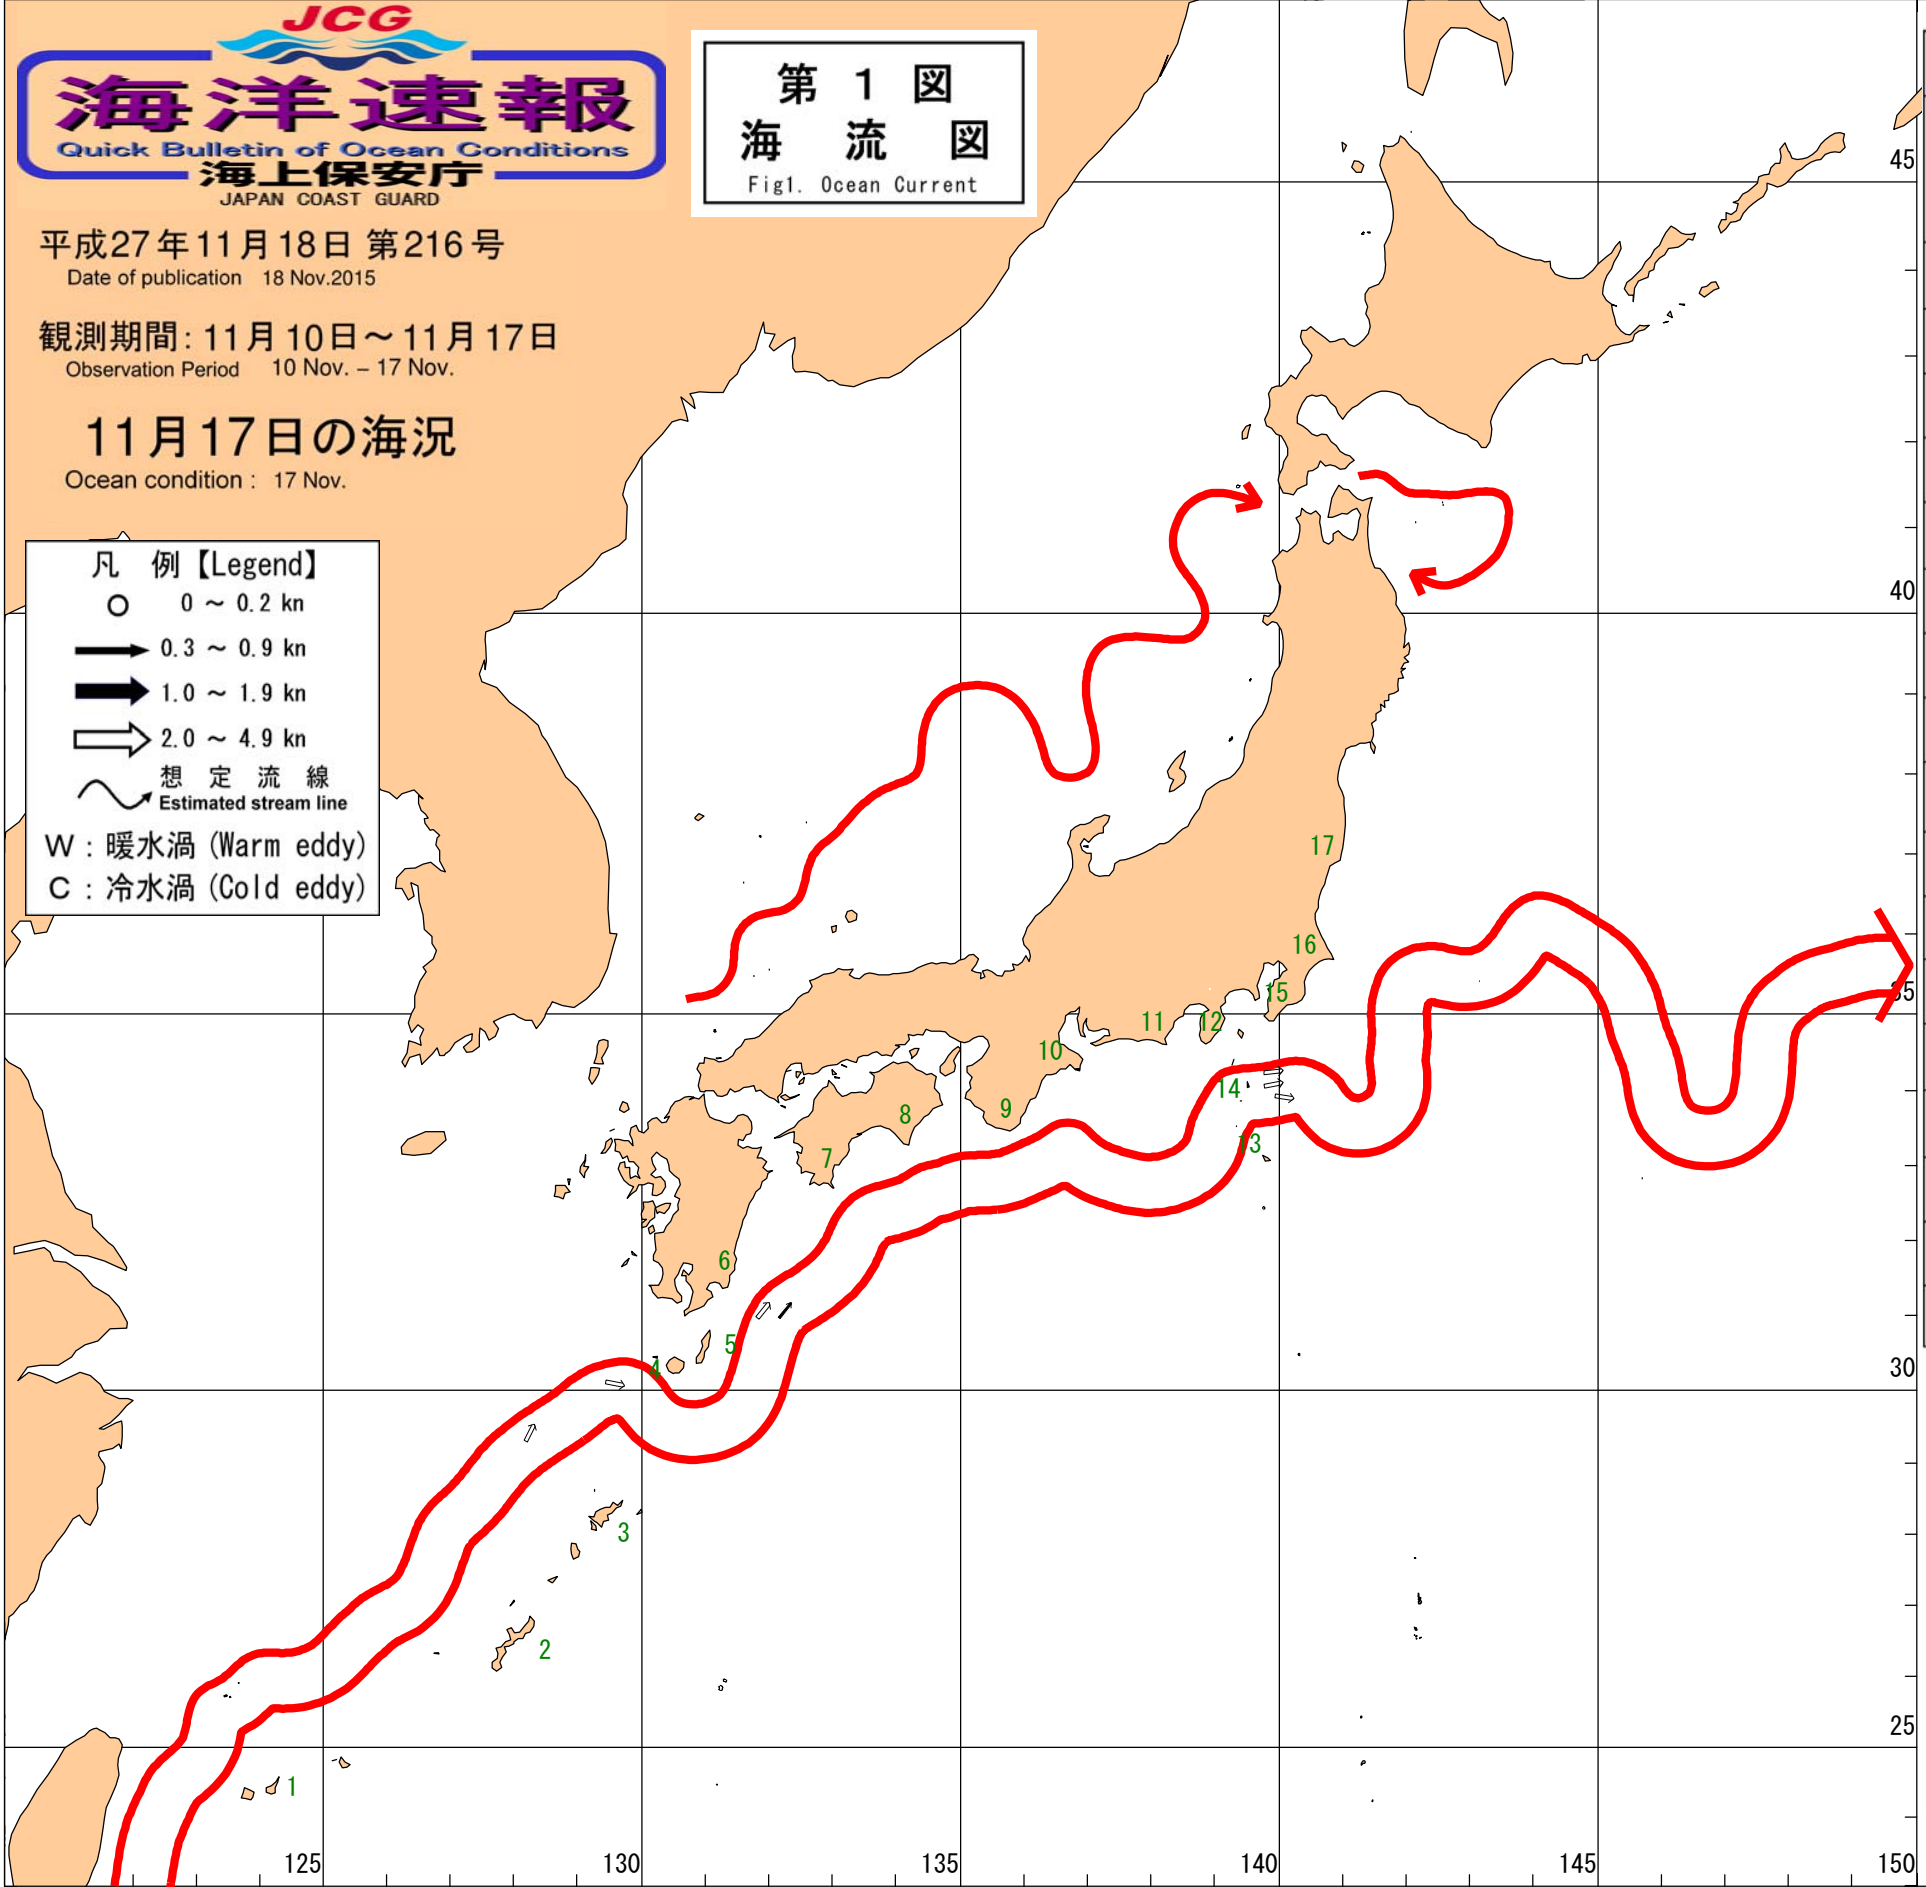 JCG
海洋速報
Quick Bulletin of Ocean Conditions
海上保安庁
JAPAN COAST GUARD
平成27年11月18日 第216号
Date of publication 18 Nov.2015
観測期間: 11月10日～11月17日
Observation Period 10 Nov. – 17 Nov.
11月17日の海況
Ocean condition : 17 Nov.
第 1 図
海 流 図
Fig1. Ocean Current
凡 例【Legend】
0 ～ 0.2 kn
0.3 ～ 0.9 kn
1.0 ～ 1.9 kn
2.0 ～ 4.9 kn
想 定 流 線
Estimated stream line
W : 暖水渦 (Warm eddy)
C : 冷水渦 (Cold eddy)
45
40
17
16
35
15
14
13
12
11
10
9
8
7
6
5
4
30
3
2
25
1
125
130
135
140
145
150